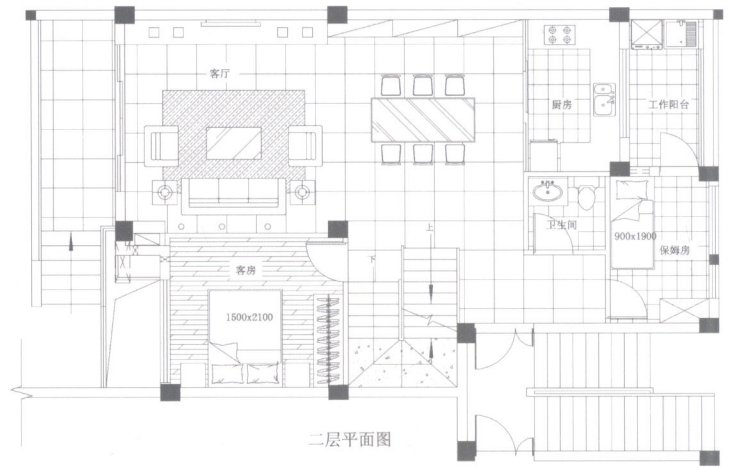 客厅
厨房
工作阳台
上
卫生间
900x1900
保姆房
下
客房
1500x2100
二层平面图